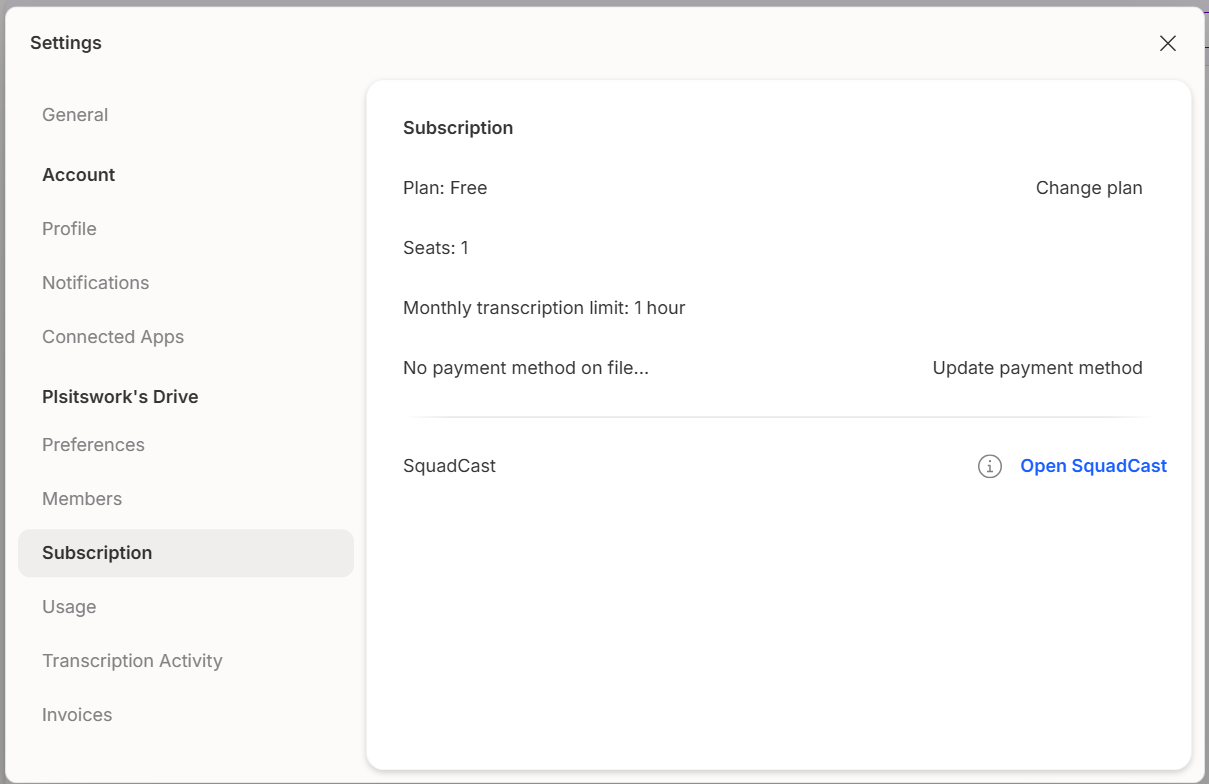 Settings
General
Account
Profile
Notifications
Connected Apps
Plsitswork's Drive
Preferences
Members
Subscription
Usage
Transcription Activity
Invoices
Subscription
Plan: Free
Change plan
Seats: 1
Monthly transcription limit: 1 hour
No payment method on file...
Update payment method
SquadCast
Open SquadCast